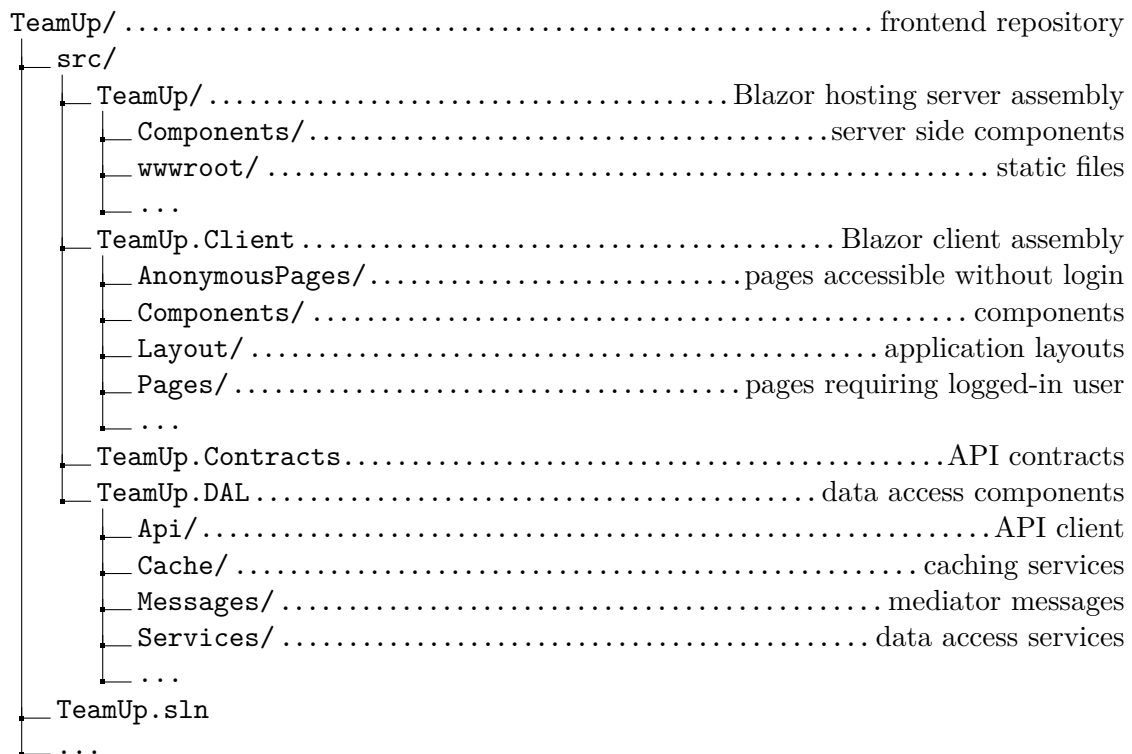 TeamUp/ ........................................................ frontend repository
src/
TeamUp/ ....................................... Blazor hosting server assembly
Components/ ....................................... server side components
wwwroot/ ...................................................... static files
...
TeamUp.Client ........................................ Blazor client assembly
AnonymousPages/ ............................ pages accessible without login
Components/ ................................................. components
Layout/ ............................................... application layouts
Pages/ ...................................... pages requiring logged-in user
...
TeamUp.Contracts ............................................. API contracts
TeamUp.DAL .......................................... data access components
Api/ ........................................................... API client
Cache/ ................................................... caching services
Messages/ ............................................. mediator messages
Services/ ............................................ data access services
...
TeamUp.sln
...